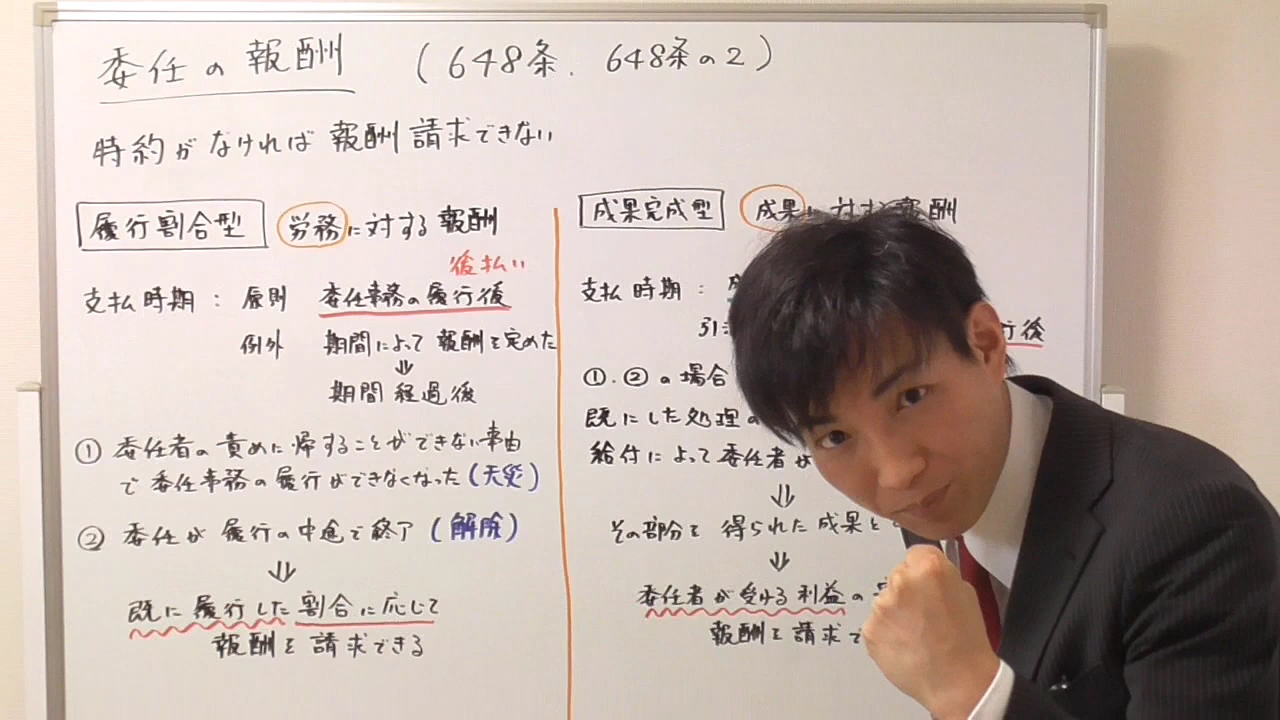 委任の報酬 (648条、648条の2)
特約がなければ報酬請求できない
履行割合型 労務に対する報酬
後払い
支払時期: 原則 委任事務の履行後
例外 期間によって報酬を定めた
⇓
期間経過後
① 委任者の責めに帰することができない事由
で委任事務の履行ができなくなった(天災)
② 委任が履行の中途で終了(解除)
⇓
既に履行した割合に応じて
報酬を請求できる
成果完成型 成果に対する報酬
支払時期:
引 行後
①.②の場合
既にした処理の
給付によって委任者が
⇓
その部分を得られた成果と
⇓
委任者が受ける利益の
報酬を請求で